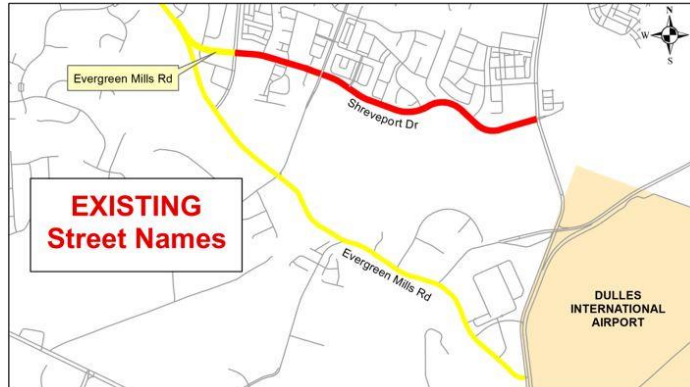 N
W
S
Evergreen Mills Rd
Shreveport Dr
EXISTING
Street Names
Evergreen Mills Rd
DULLES
INTERNATIONAL
AIRPORT